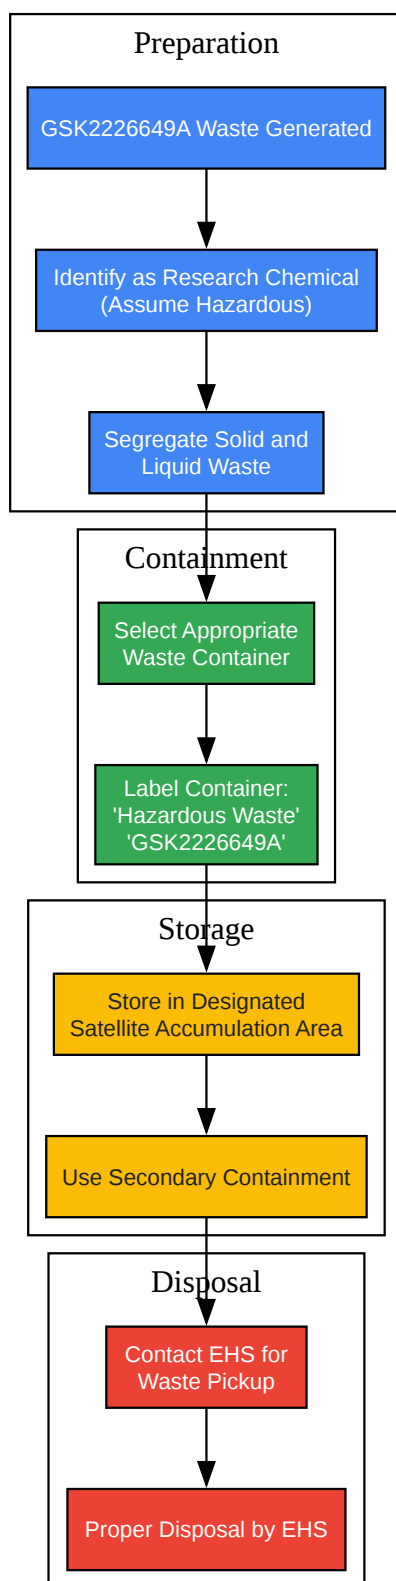 Preparation
GSK2226649A Waste Generated
Identify as Research Chemical
(Assume Hazardous)
Segregate Solid and
Liquid Waste
Containment
Select Appropriate
Waste Container
Label Container:
'Hazardous Waste'
'GSK2226649A'
Storage
Store in Designated
Satellite Accumulation Area
Use Secondary Containment
Disposal
Contact EHS for
Waste Pickup
Proper Disposal by EHS